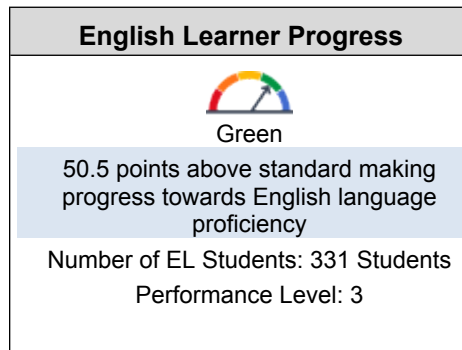 English Learner Progress
Green
50.5 points above standard making
progress towards English language
proficiency
Number of EL Students: 331 Students
Performance Level: 3